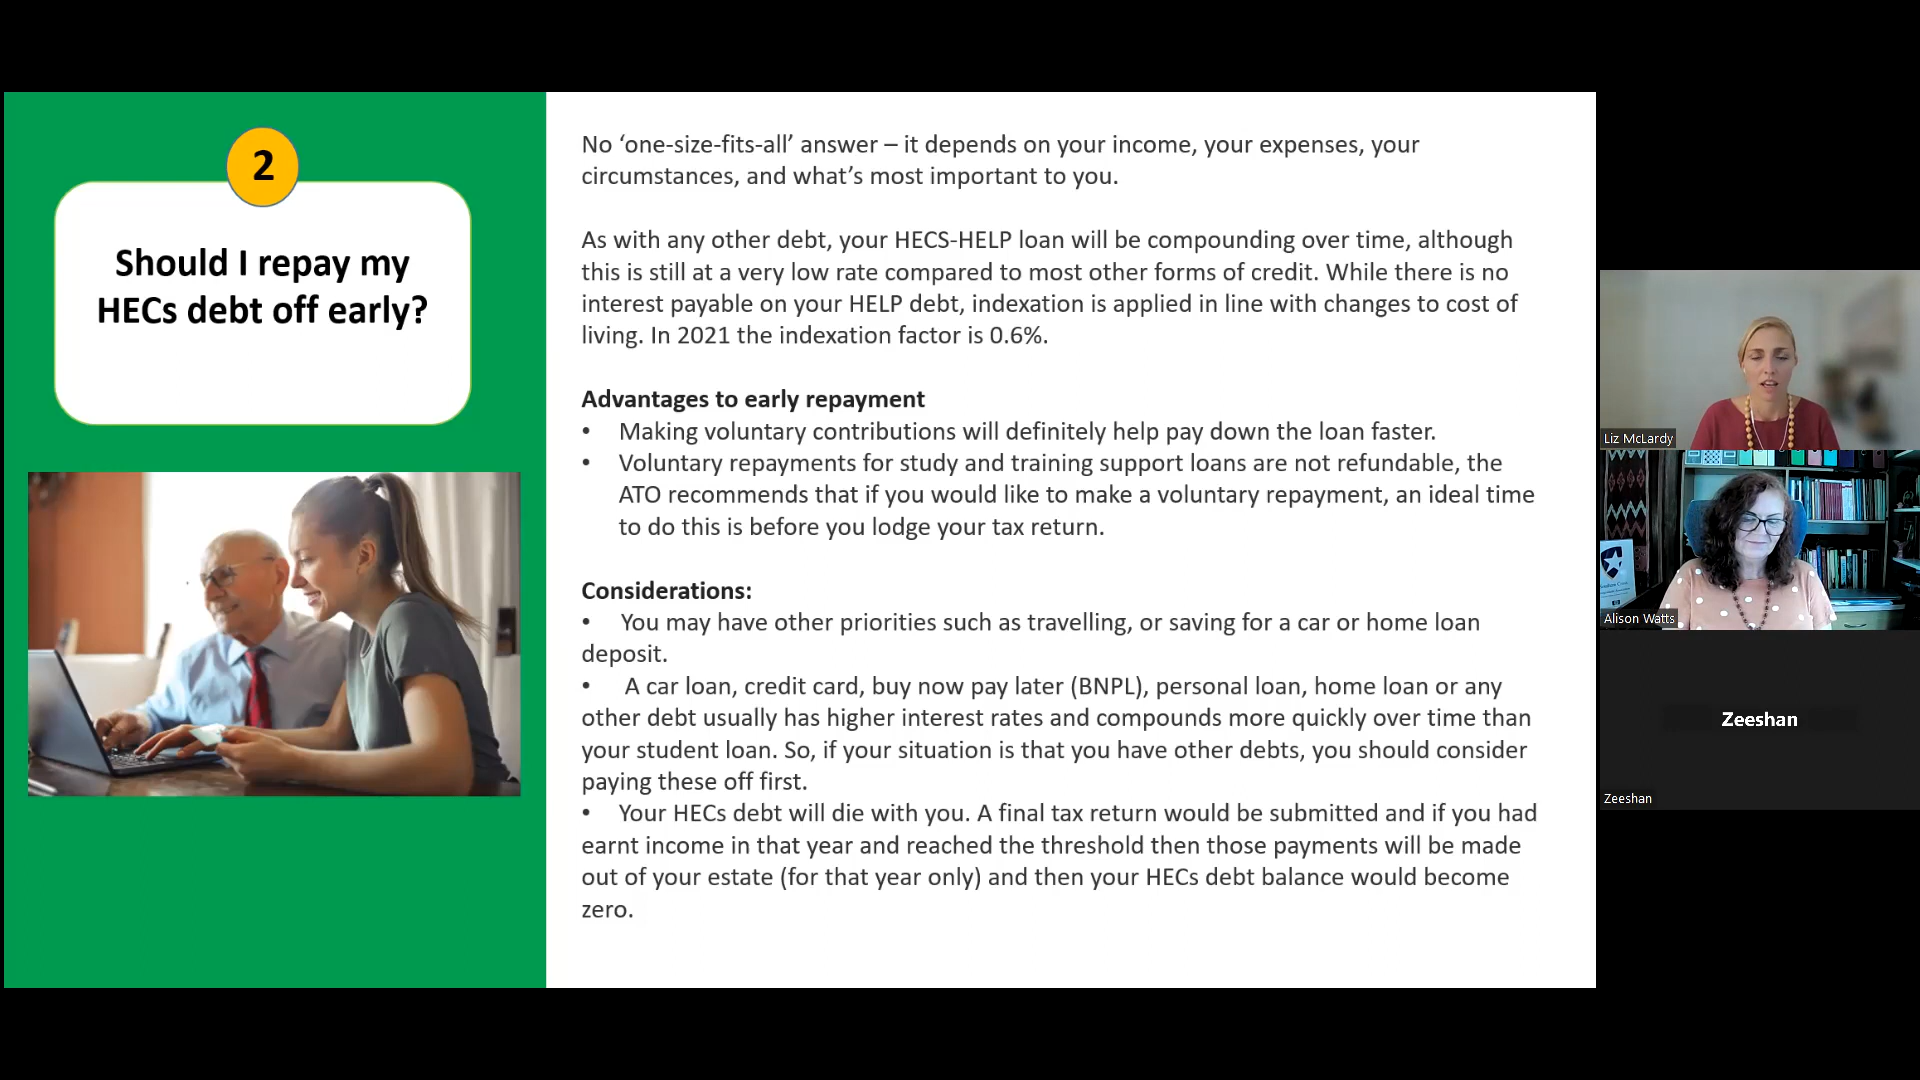 2
Should I repay my
HECs debt off early?
No ‘one-size-fits-all’ answer – it depends on your income, your expenses, your
circumstances, and what’s most important to you.
As with any other debt, your HECS-HELP loan will be compounding over time, although
this is still at a very low rate compared to most other forms of credit. While there is no
interest payable on your HELP debt, indexation is applied in line with changes to cost of
living. In 2021 the indexation factor is 0.6%.
Advantages to early repayment
• Making voluntary contributions will definitely help pay down the loan faster.
• Voluntary repayments for study and training support loans are not refundable, the
ATO recommends that if you would like to make a voluntary repayment, an ideal time
to do this is before you lodge your tax return.
Considerations:
• You may have other priorities such as travelling, or saving for a car or home loan
deposit.
• A car loan, credit card, buy now pay later (BNPL), personal loan, home loan or any
other debt usually has higher interest rates and compounds more quickly over time than
your student loan. So, if your situation is that you have other debts, you should consider
paying these off first.
• Your HECs debt will die with you. A final tax return would be submitted and if you had
earnt income in that year and reached the threshold then those payments will be made
out of your estate (for that year only) and then your HECs debt balance would become
zero.
Liz McLardy
Alison Watts
Zeeshan
Zeeshan